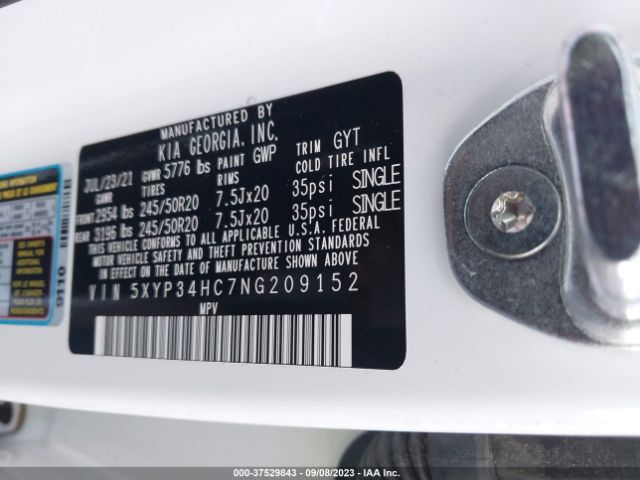 MANUFACTURED BY
KIA GEORGIA, INC.
JUL/23/21 GVWR 5776 lbs PAINT GWP TRIM GYT
GAWR TIRES RIMS COLD TIRE INFL
FRONT 2954 lbs 245/50R20 7.5Jx20 35psi SINGLE
REAR 3196 lbs 245/50R20 7.5Jx20 35psi SINGLE
THIS VEHICLE CONFORMS TO ALL APPLICABLE U.S.A. FEDERAL
MOTOR VEHICLE SAFETY AND THEFT PREVENTION STANDARDS
IN EFFECT ON THE DATE OF MANUFACTURE SHOWN ABOVE
VIN 5XYP34HC7NG209152
MPV
9110
000-37529843 - 09/08/2023 - IAA Inc.